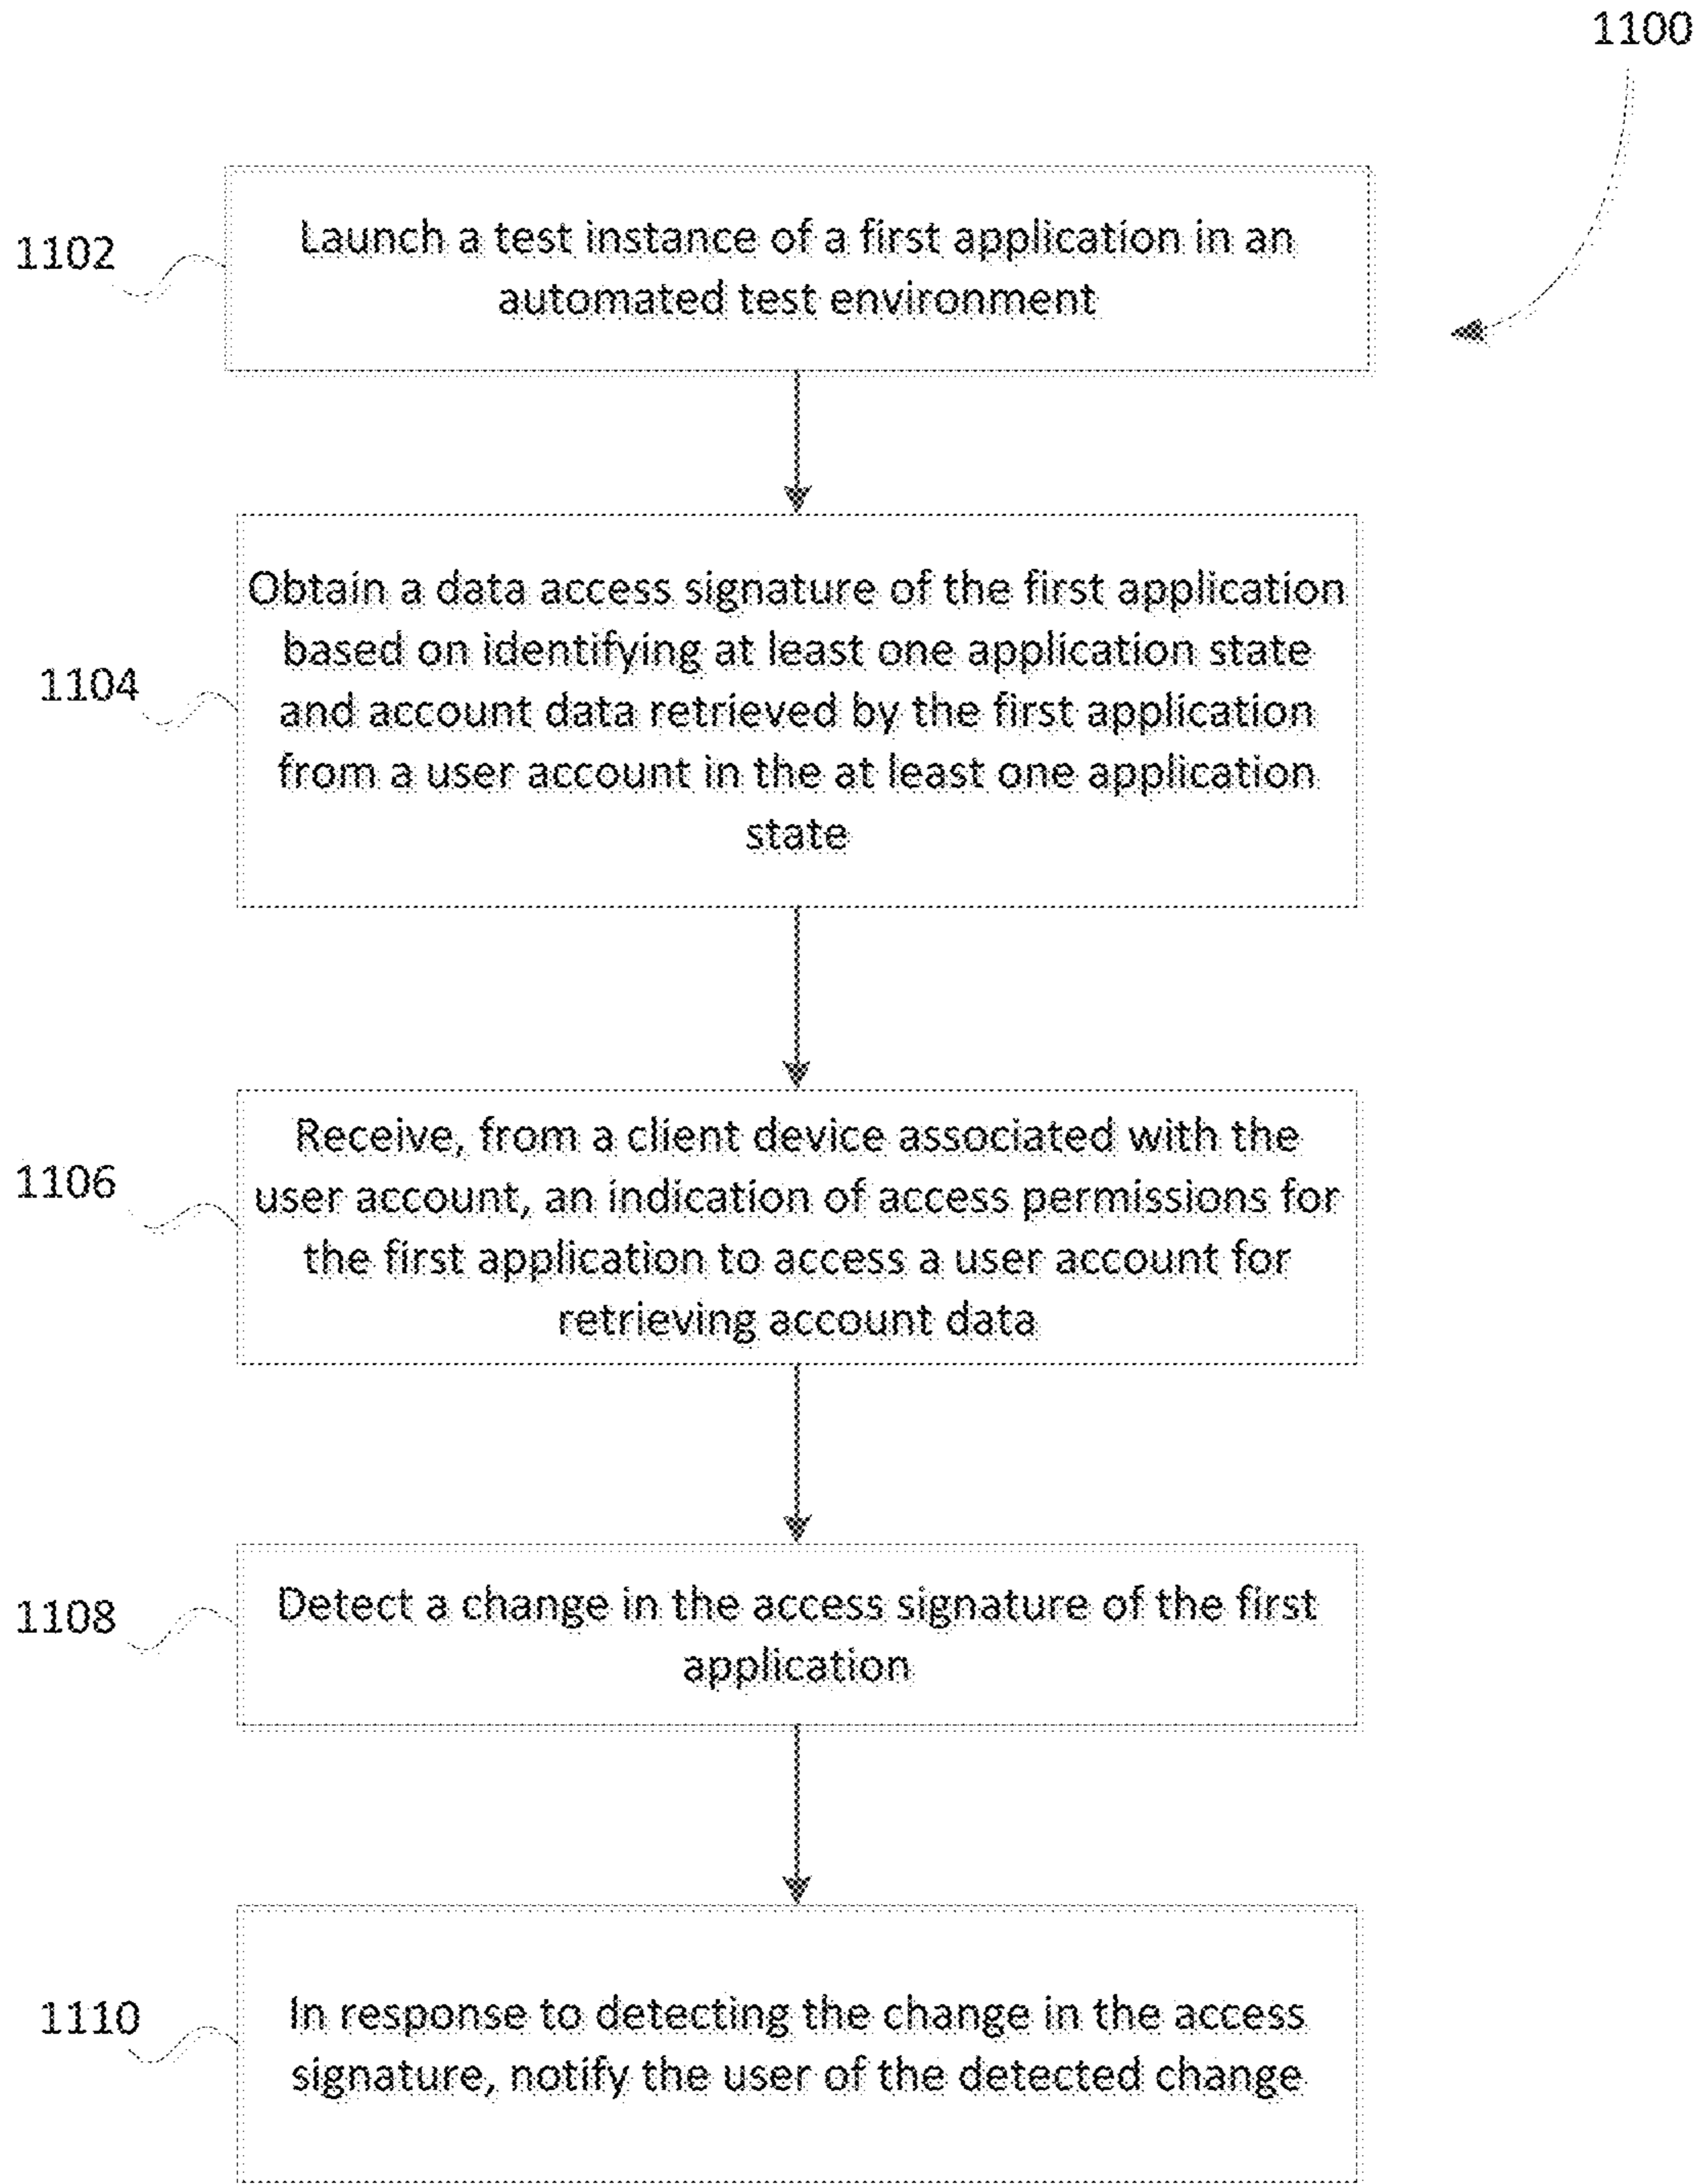 1100
1102
Launch a test instance of a first application in an
automated test environment
1104
Obtain a data access signature of the first application
based on identifying at least one application state
and account data retrieved by the first application
from a user account in the at least one application
state
1106
Receive, from a client device associated with the
user account, an indication of access permissions for
the first application to access a user account for
retrieving account data
1108
Detect a change in the access signature of the first
application
1110
In response to detecting the change in the access
signature, notify the user of the detected change